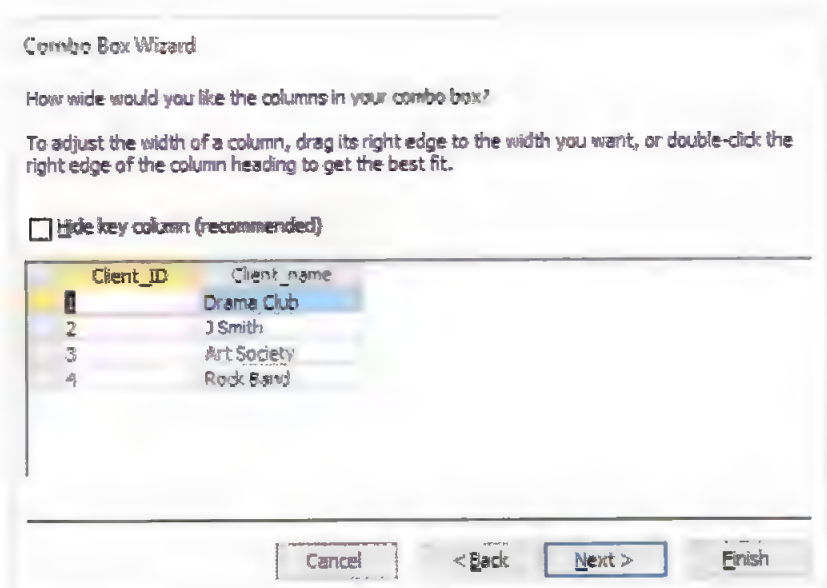 Combo Box Wizard
How wide would you like the columns in your combo box?
To adjust the width of a column, drag its right edge to the width you want, or double-click the
right edge of the column heading to get the best fit.
Hide key column (recommended)
Client_ID Client_name
1 Drama Club
2 J Smith
3 Art Society
4 Rock Band
Cancel < Back Next > Finish